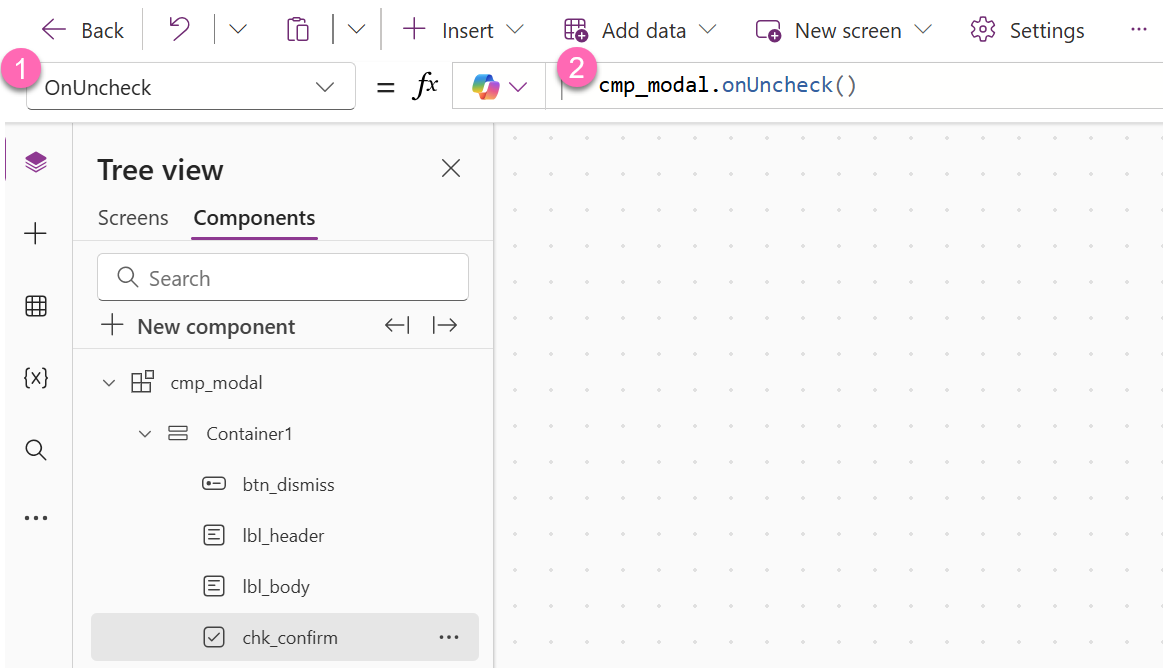 Back
Insert
Add data
New screen
Settings
1
OnUncheck
= fx
2
cmp_modal.onUncheck()
Tree view
Screens Components
Search
New component
{x}
cmp_modal
Container1
btn_dismiss
lbl_header
lbl_body
chk_confirm